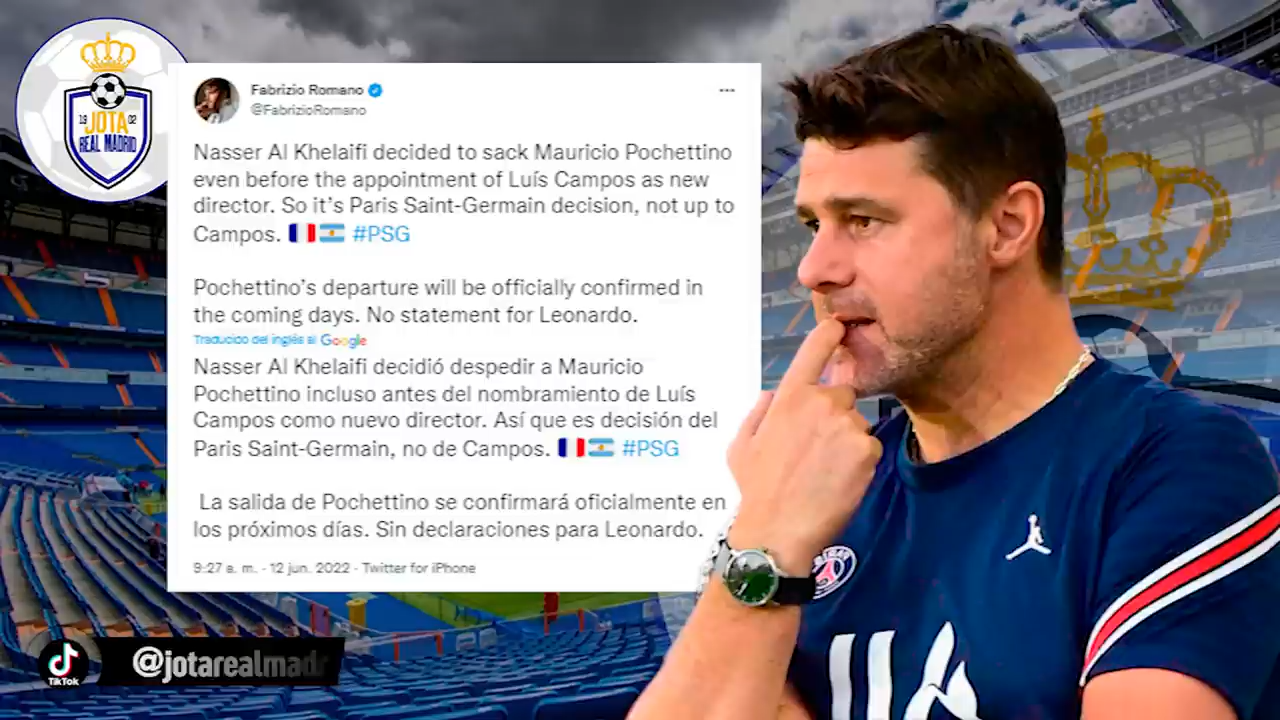 19 02
JOTA
REAL MADRID
Fabrizio Romano
@FabrizioRomano
Nasser Al Khelaifi decided to sack Mauricio Pochettino
even before the appointment of Luís Campos as new
director. So it's Paris Saint-Germain decision, not up to
Campos. 🇫🇷🇦🇷 #PSG
Pochettino's departure will be officially confirmed in
the coming days. No statement for Leonardo.
Traducido del inglés al Google
Nasser Al Khelaifi decidió despedir a Mauricio
Pochettino incluso antes del nombramiento de Luís
Campos como nuevo director. Así que es decisión del
Paris Saint-Germain, no de Campos. 🇫🇷🇦🇷 #PSG
La salida de Pochettino se confirmará oficialmente en
los próximos días. Sin declaraciones para Leonardo.
9:27 a. m. · 12 jun. 2022 · Twitter for iPhone
TikTok
@jotarealmadr